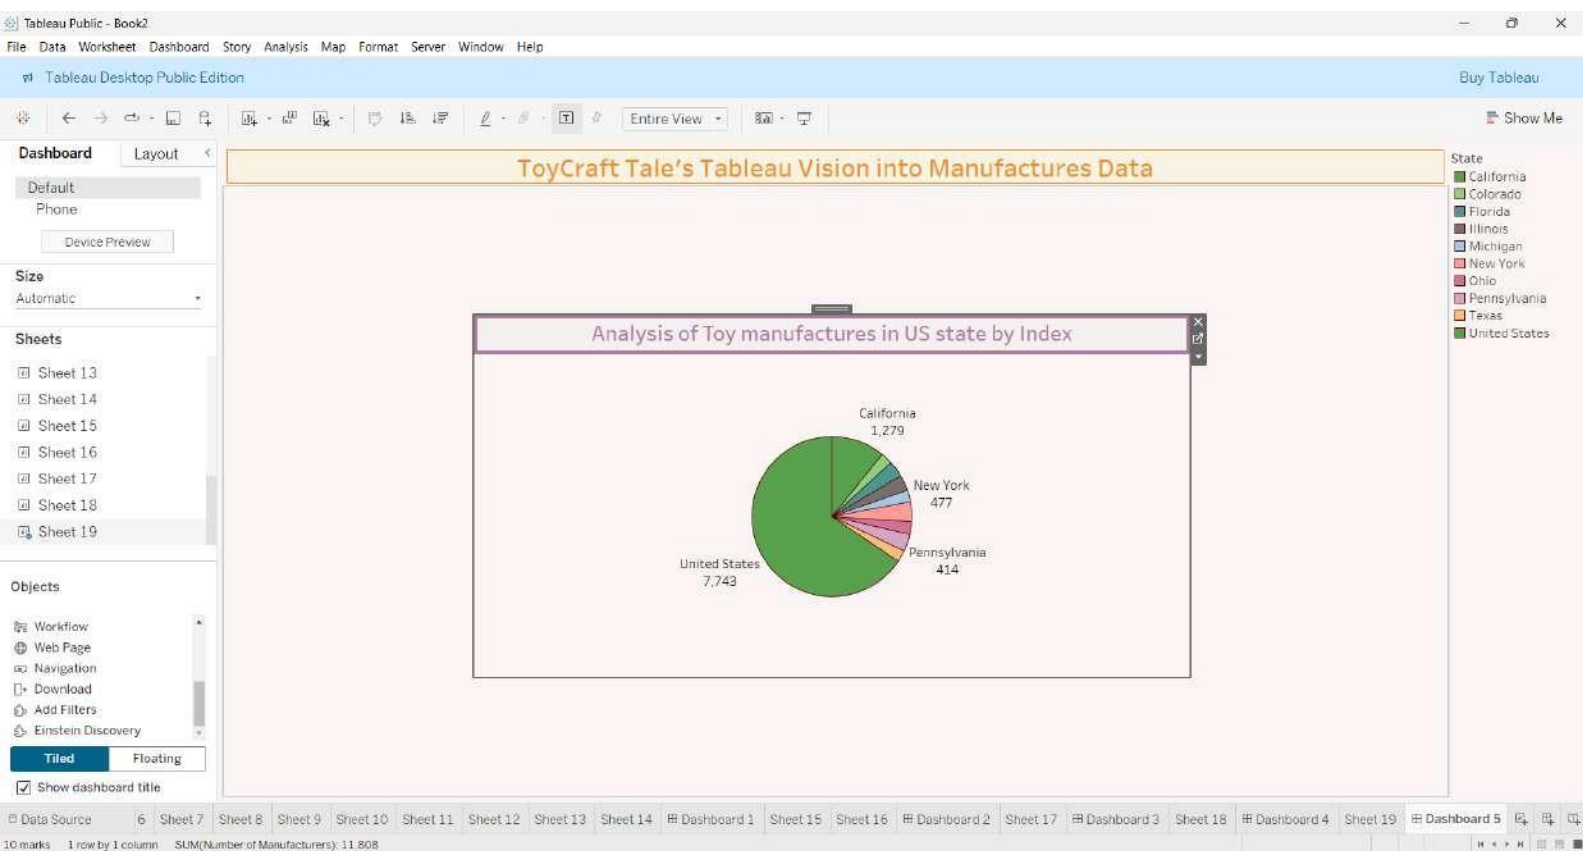 Tableau Public - Book2
File Data Worksheet Dashboard Story Analysis Map Format Server Window Help
Tableau Desktop Public Edition
Buy Tableau
Entire View
Show Me
Dashboard Layout
Default
Phone
Device Preview
Size
Automatic
Sheets
Sheet 13
Sheet 14
Sheet 15
Sheet 16
Sheet 17
Sheet 18
Sheet 19
Objects
Workflow
Web Page
Navigation
Download
Add Filters
Einstein Discovery
Tiled Floating
Show dashboard title
ToyCraft Tale's Tableau Vision into Manufactures Data
Analysis of Toy manufactures in US state by Index
California
1,279
New York
477
Pennsylvania
414
United States
7,743
State
California
Colorado
Florida
Illinois
Michigan
New York
Ohio
Pennsylvania
Texas
United States
Data Source 6 Sheet 7 Sheet 8 Sheet 9 Sheet 10 Sheet 11 Sheet 12 Sheet 13 Sheet 14 Dashboard 1 Sheet 15 Sheet 16 Dashboard 2 Sheet 17 Dashboard 3 Sheet 18 Dashboard 4 Sheet 19 Dashboard 5
10 marks 1 row by 1 column SUM(Number of Manufacturers): 11,808